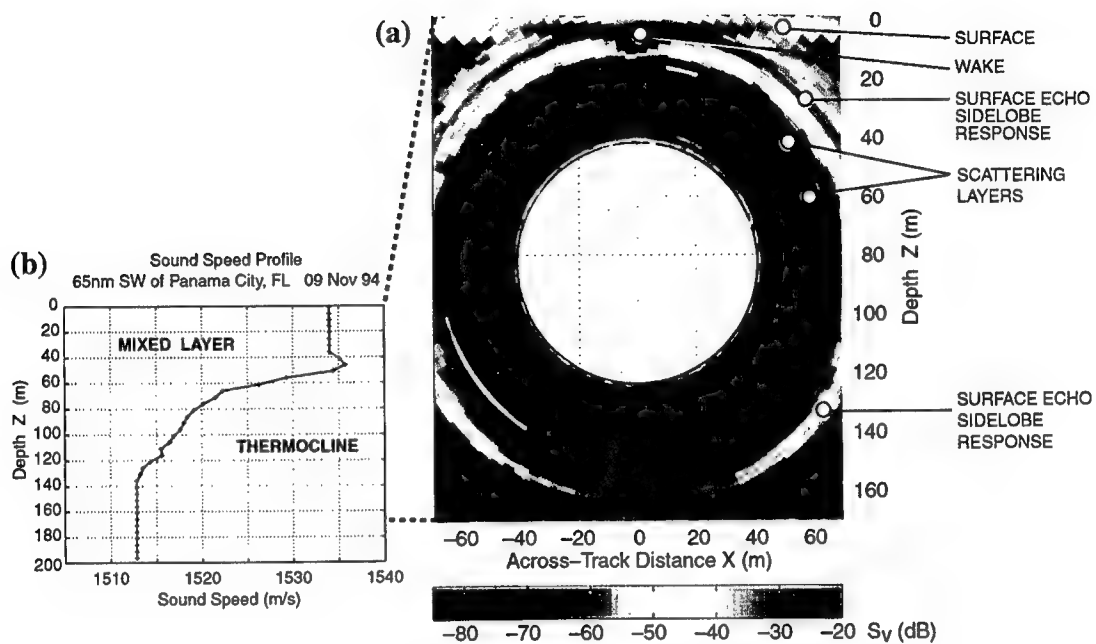 (a)
0
20
40
60
80
100
120
140
160
Depth Z (m)
SURFACE
WAKE
SURFACE ECHO
SIDELOBE
RESPONSE
SCATTERING
LAYERS
SURFACE ECHO
SIDELOBE
RESPONSE
−60 −40 −20 0 20 40 60
Across–Track Distance X (m)
−80 −70 −60 −50 −40 −30 −20 SV (dB)
(b)
Sound Speed Profile
65nm SW of Panama City, FL 09 Nov 94
0
20
40
60
80
100
120
140
160
180
200
Depth Z (m)
MIXED LAYER
THERMOCLINE
1510 1520 1530 1540
Sound Speed (m/s)